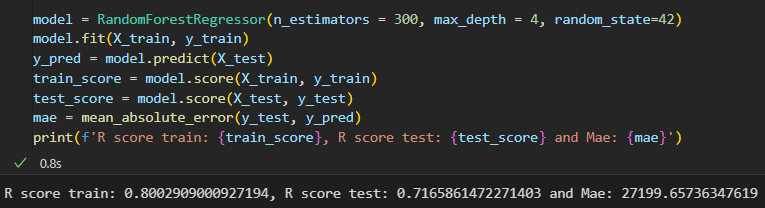 model = RandomForestRegressor(n_estimators = 300, max_depth = 4, random_state=42)
model.fit(X_train, y_train)
y_pred = model.predict(X_test)
train_score = model.score(X_train, y_train)
test_score = model.score(X_test, y_test)
mae = mean_absolute_error(y_test, y_pred)
print(f'R score train: {train_score}, R score test: {test_score} and Mae: {mae}')
✓ 0.8s
R score train: 0.8002909000927194, R score test: 0.7165861472271403 and Mae: 27199.65736347619